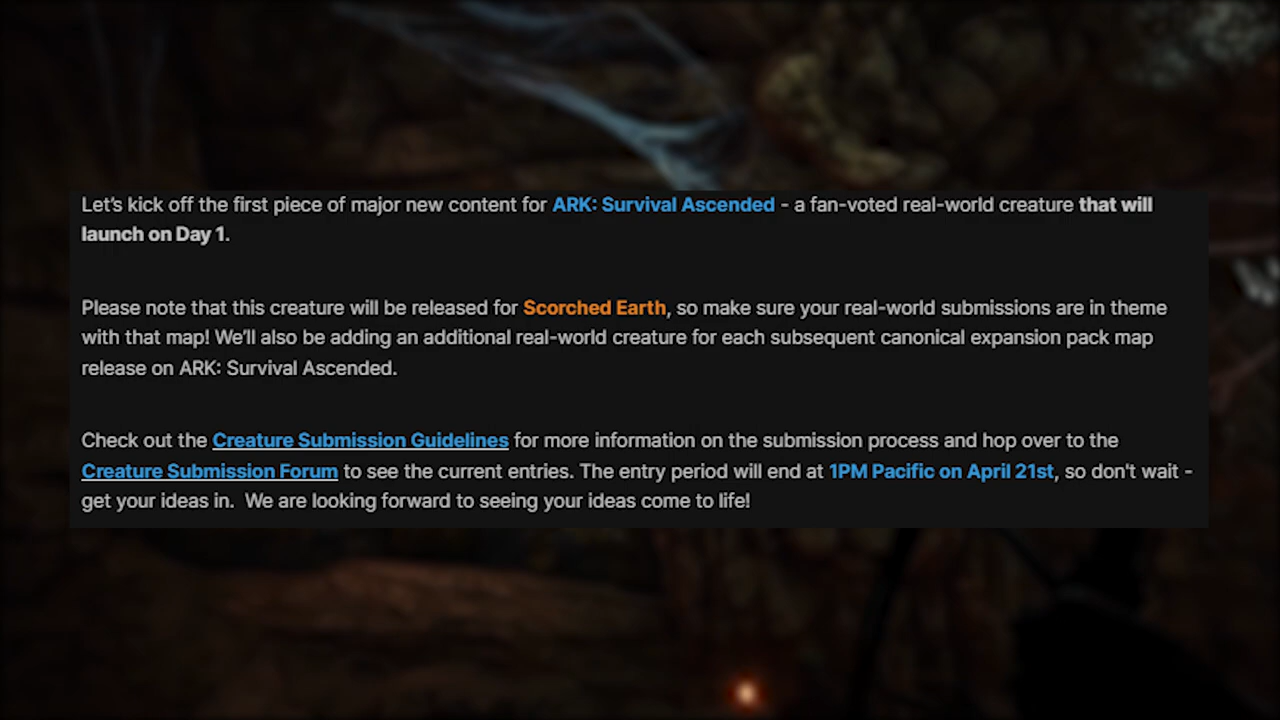 Let's kick off the first piece of major new content for ARK: Survival Ascended - a fan-voted real-world creature that will
launch on Day 1.
Please note that this creature will be released for Scorched Earth, so make sure your real-world submissions are in theme
with that map! We'll also be adding an additional real-world creature for each subsequent canonical expansion pack map
release on ARK: Survival Ascended.
Check out the Creature Submission Guidelines for more information on the submission process and hop over to the
Creature Submission Forum to see the current entries. The entry period will end at 1PM Pacific on April 21st, so don't wait -
get your ideas in.  We are looking forward to seeing your ideas come to life!